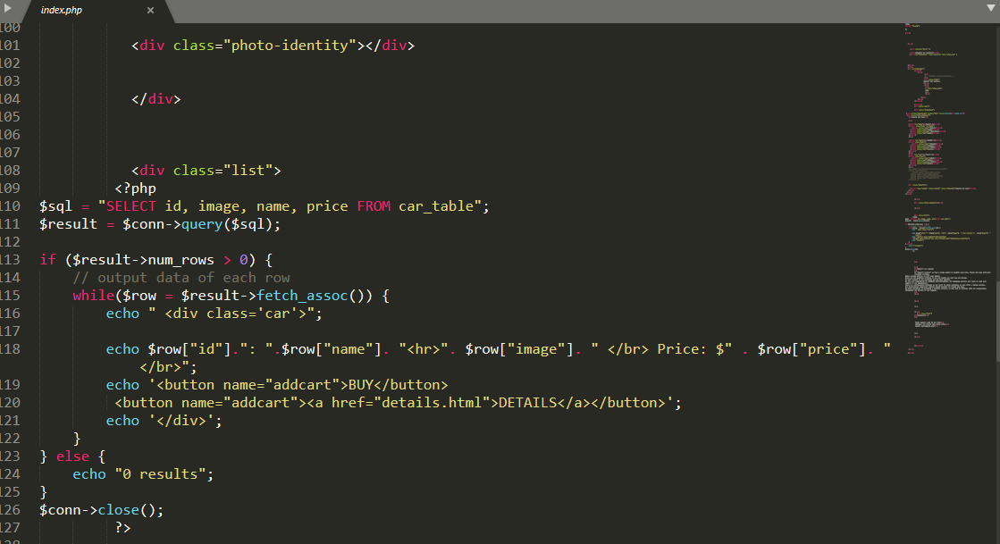 index.php ×
100
101 <div class="photo-identity"></div>
102
103
104 </div>
105
106
107
108 <div class="list">
109 <?php
110 $sql = "SELECT id, image, name, price FROM car_table";
111 $result = $conn->query($sql);
112
113 if ($result->num_rows > 0) {
114 // output data of each row
115 while($row = $result->fetch_assoc()) {
116 echo " <div class='car'>";
117
118 echo $row["id"].": ".$row["name"]. "<hr>". $row["image"]. " </br> Price: $" . $row["price"]. "
</br>";
119 echo '<button name="addcart">BUY</button>
120 <button name="addcart"><a href="details.html">DETAILS</a></button>';
121 echo '</div>';
122 }
123 } else {
124 echo "0 results";
125 }
126 $conn->close();
127 ?>